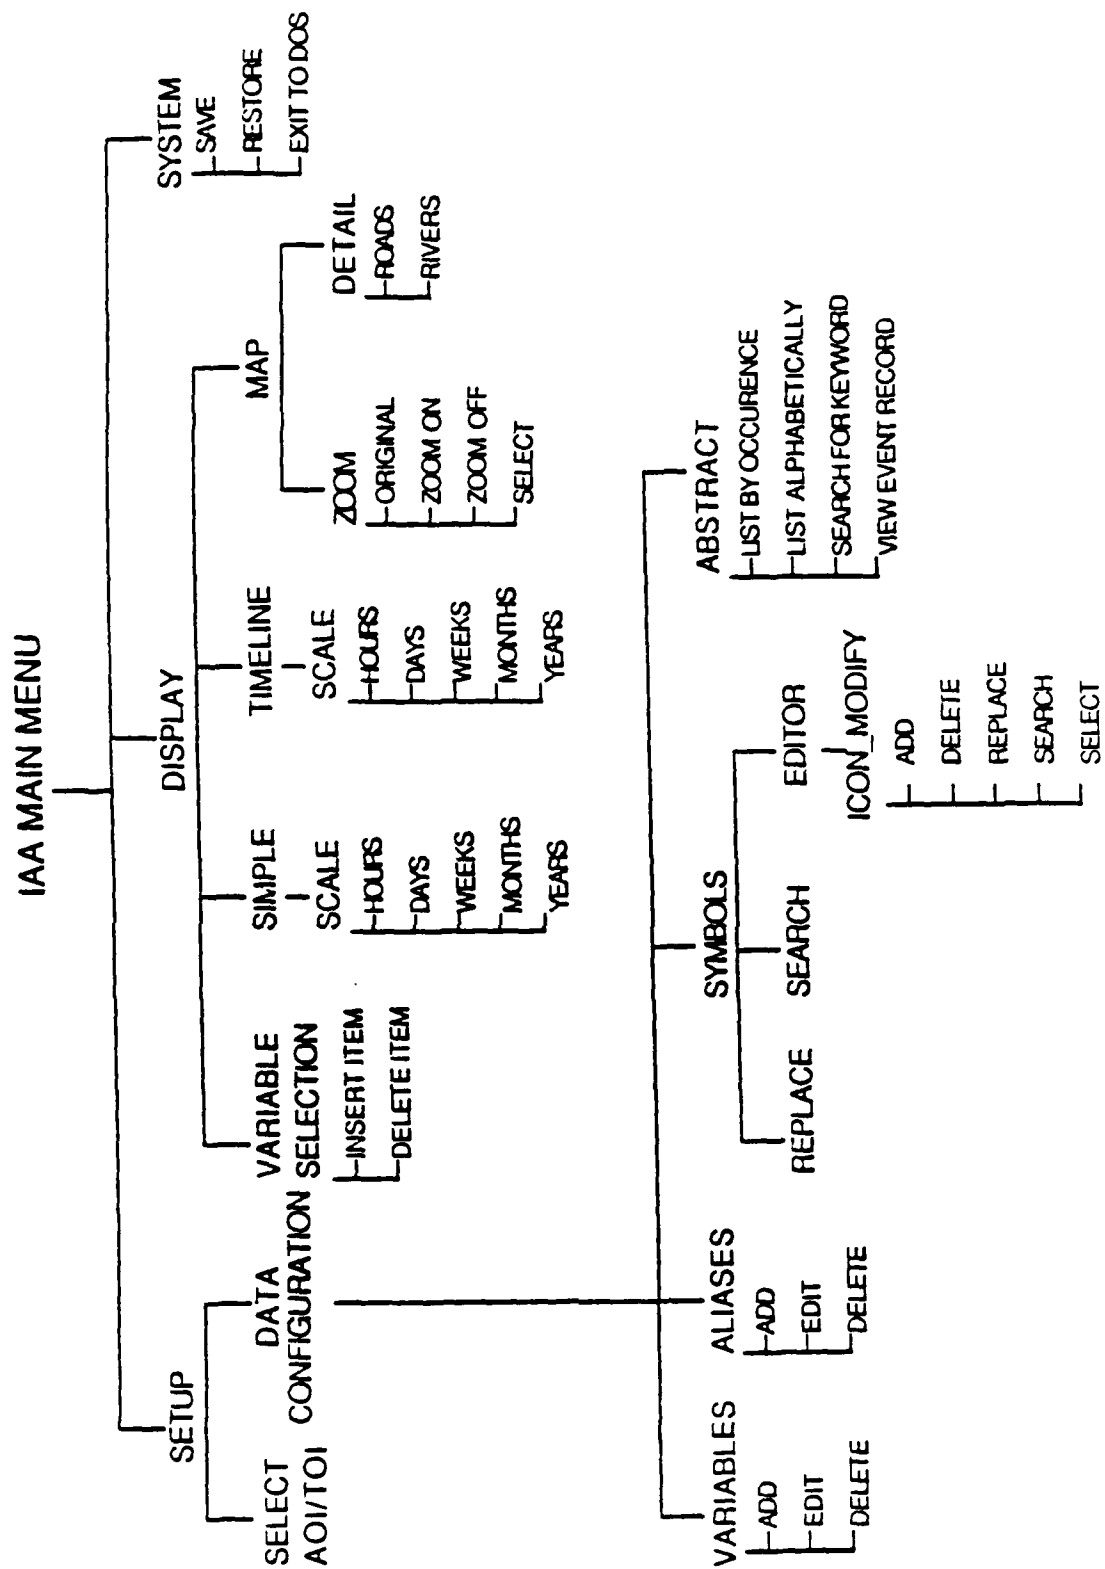 IAA MAIN MENU
SETUP
SELECT
AOI/TOI
DATA
CONFIGURATION
VARIABLES
ADD
EDIT
DELETE
ALIASES
ADD
EDIT
DELETE
SYMBOLS
REPLACE
SEARCH
EDITOR
ICON_MODIFY
ADD
DELETE
REPLACE
SEARCH
SELECT
ABSTRACT
LIST BY OCCURENCE
LIST ALPHABETICALLY
SEARCH FOR KEYWORD
VIEW EVENT RECORD
DISPLAY
VARIABLE
SELECTION
INSERT ITEM
DELETE ITEM
SIMPLE
SCALE
HOURS
DAYS
WEEKS
MONTHS
YEARS
TIMELINE
SCALE
HOURS
DAYS
WEEKS
MONTHS
YEARS
MAP
ZOOM
ORIGINAL
ZOOM ON
ZOOM OFF
SELECT
DETAIL
ROADS
RIVERS
SYSTEM
SAVE
RESTORE
EXIT TO DOS